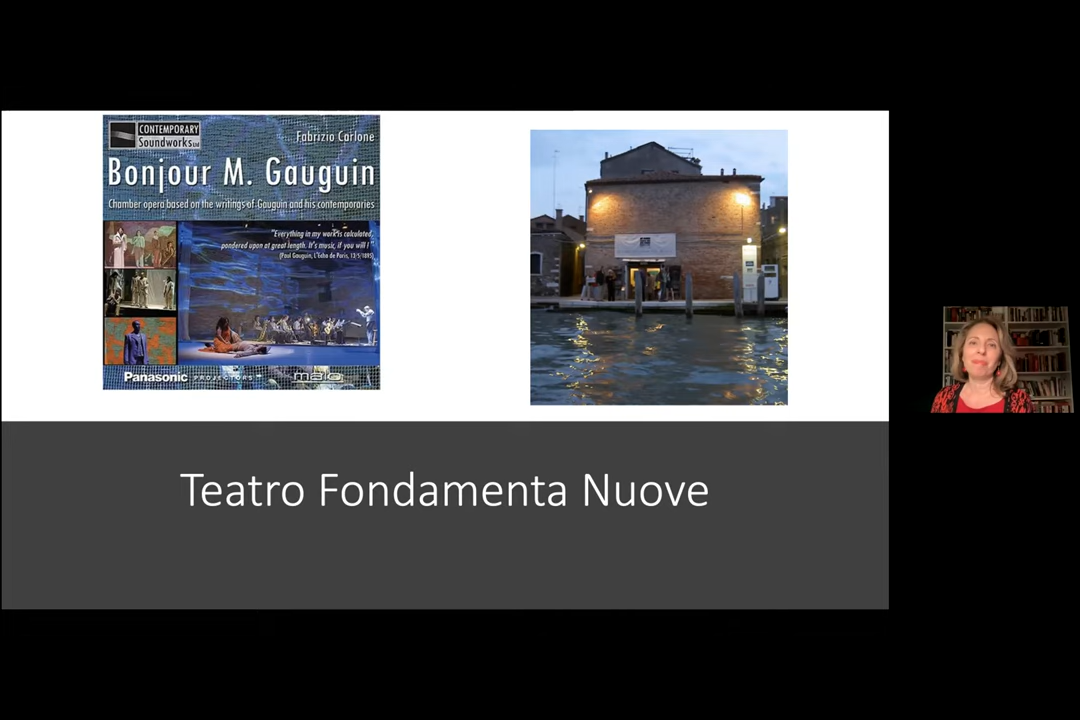 CONTEMPORARY
Soundworks Ltd
Fabrizio Carlone
Bonjour M. Gauguin
Chamber opera based on the writings of Gauguin and his contemporaries
"Everything in my work is calculated,
pondered upon at great length. It's music, if you will!"
(Paul Gauguin, L'Echo de Paris, 13/5/1895)
Panasonic PROJECTORS
Teatro Fondamenta Nuove